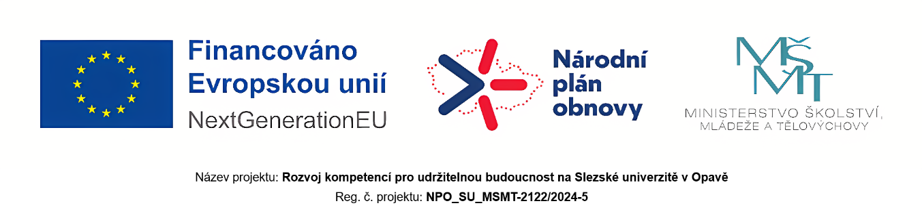 Financováno
Evropskou unií
NextGenerationEU
Národní
plán
obnovy
MŠMT
MINISTERSTVO ŠKOLSTVÍ,
MLÁDEŽE A TĚLOVÝCHOVY
Název projektu: Rozvoj kompetencí pro udržitelnou budoucnost na Slezské univerzitě v Opavě
Reg. č. projektu: NPO_SU_MSMT-2122/2024-5